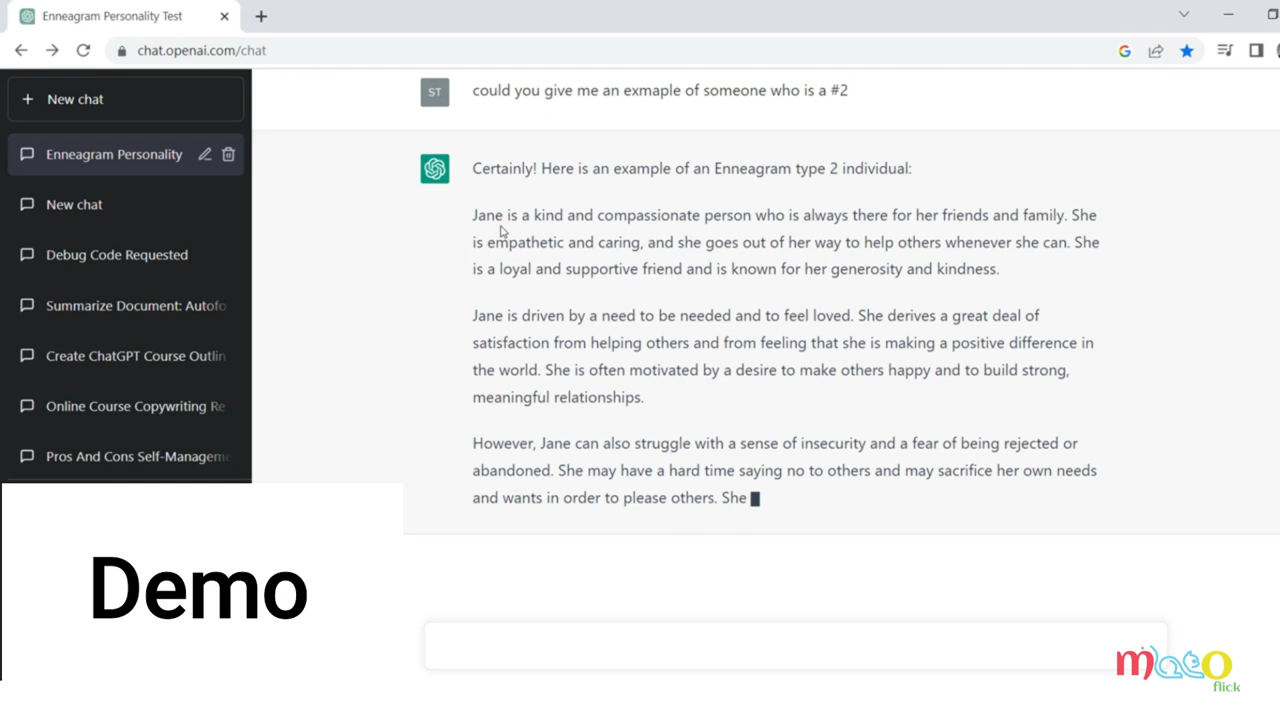 Enneagram Personality Test
chat.openai.com/chat
New chat
Enneagram Personality
New chat
Debug Code Requested
Summarize Document: Autofo
Create ChatGPT Course Outlin
Online Course Copywriting Re
Pros And Cons Self-Managem
ST
could you give me an exmaple of someone who is a #2
Certainly! Here is an example of an Enneagram type 2 individual:
Jane is a kind and compassionate person who is always there for her friends and family. She
is empathetic and caring, and she goes out of her way to help others whenever she can. She
is a loyal and supportive friend and is known for her generosity and kindness.
Jane is driven by a need to be needed and to feel loved. She derives a great deal of
satisfaction from helping others and from feeling that she is making a positive difference in
the world. She is often motivated by a desire to make others happy and to build strong,
meaningful relationships.
However, Jane can also struggle with a sense of insecurity and a fear of being rejected or
abandoned. She may have a hard time saying no to others and may sacrifice her own needs
and wants in order to please others. She
Demo
flick